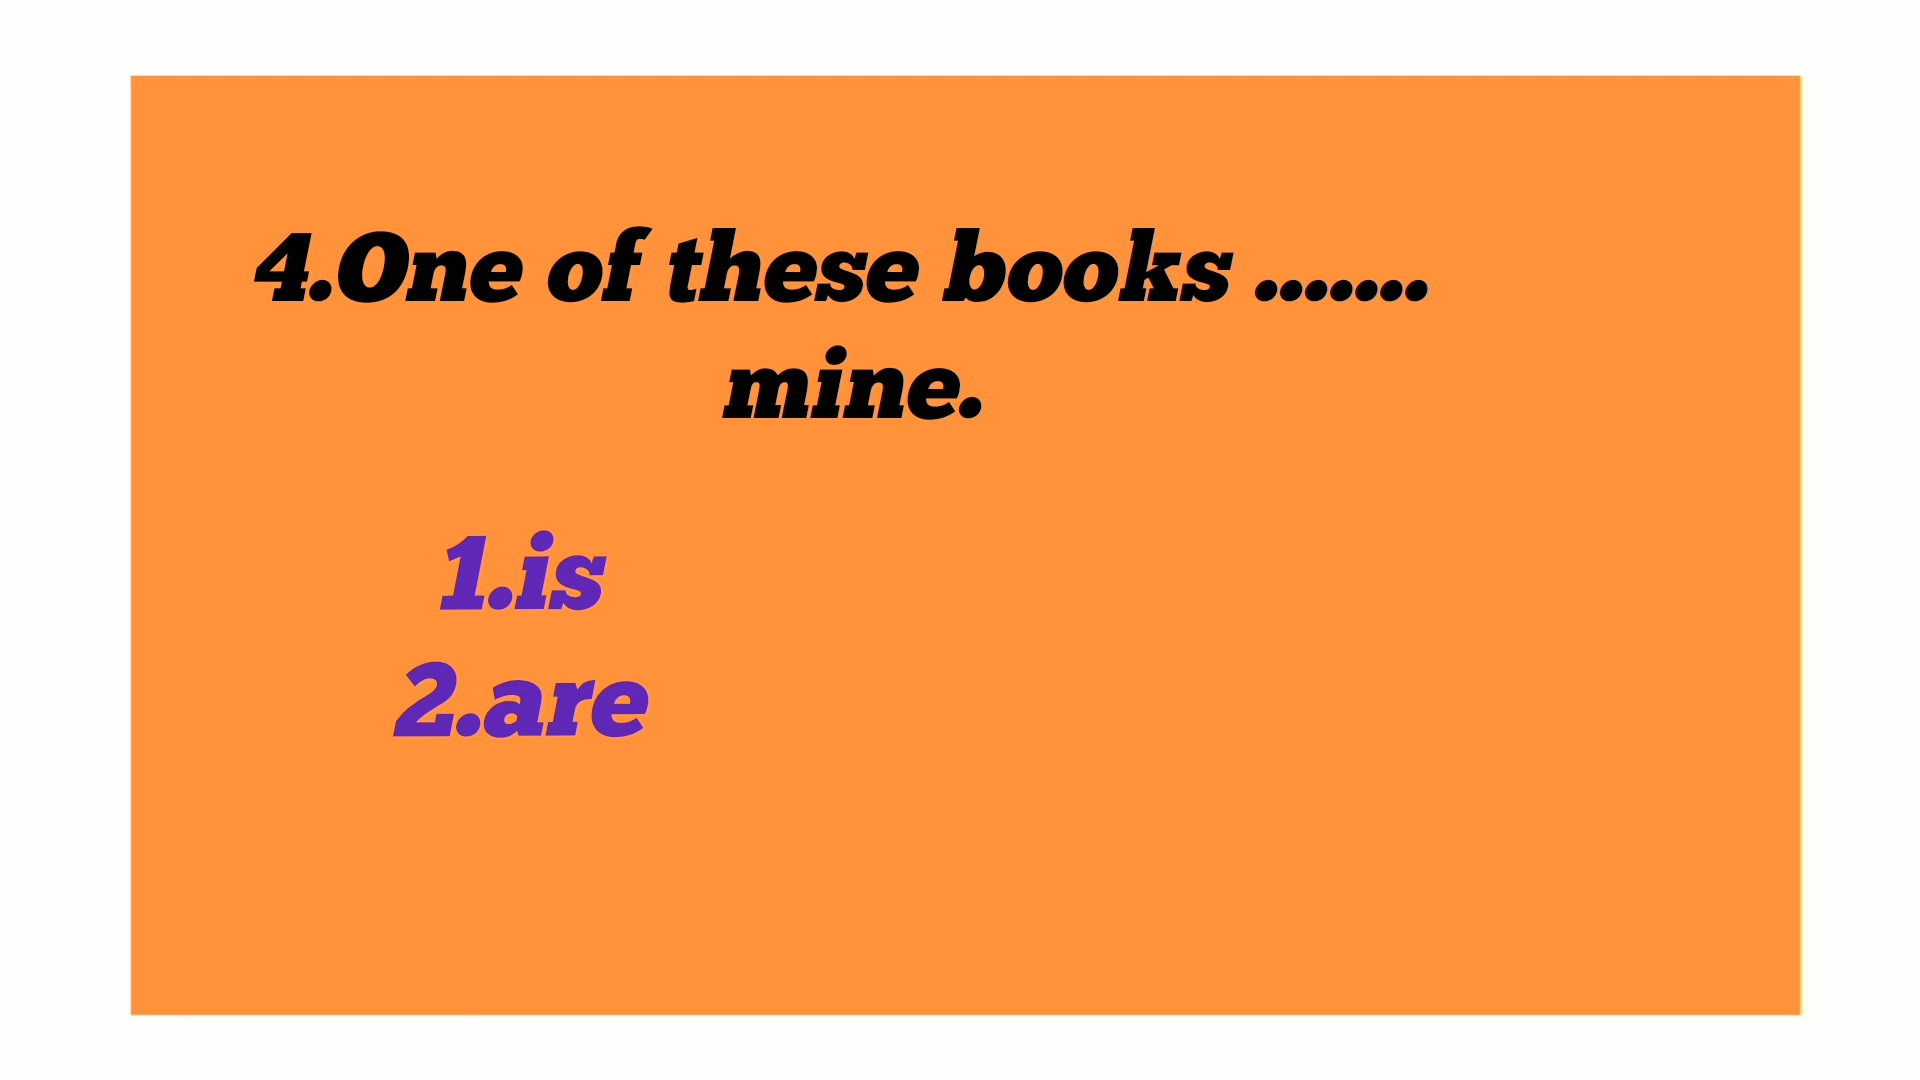 4.One of these books .......
mine.
1.is
2.are